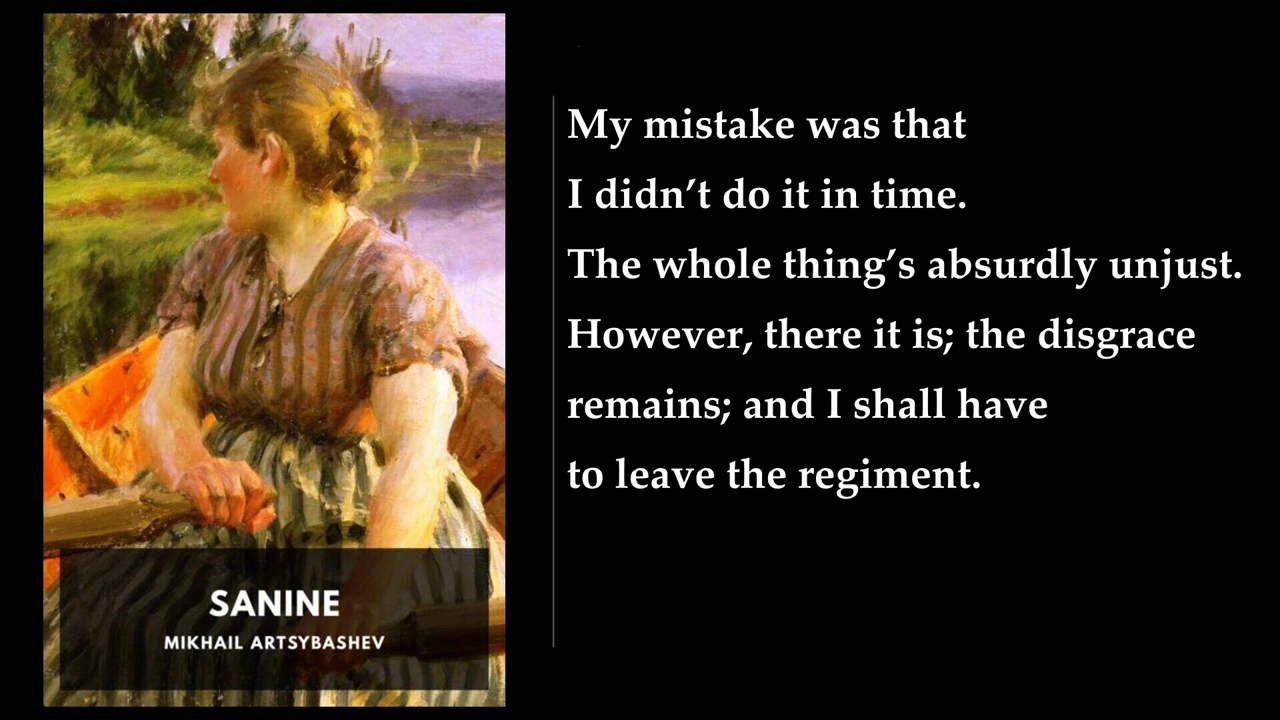 SANINE
MIKHAIL ARTSYBASHEV
My mistake was that
I didn’t do it in time.
The whole thing’s absurdly unjust.
However, there it is; the disgrace
remains; and I shall have
to leave the regiment.